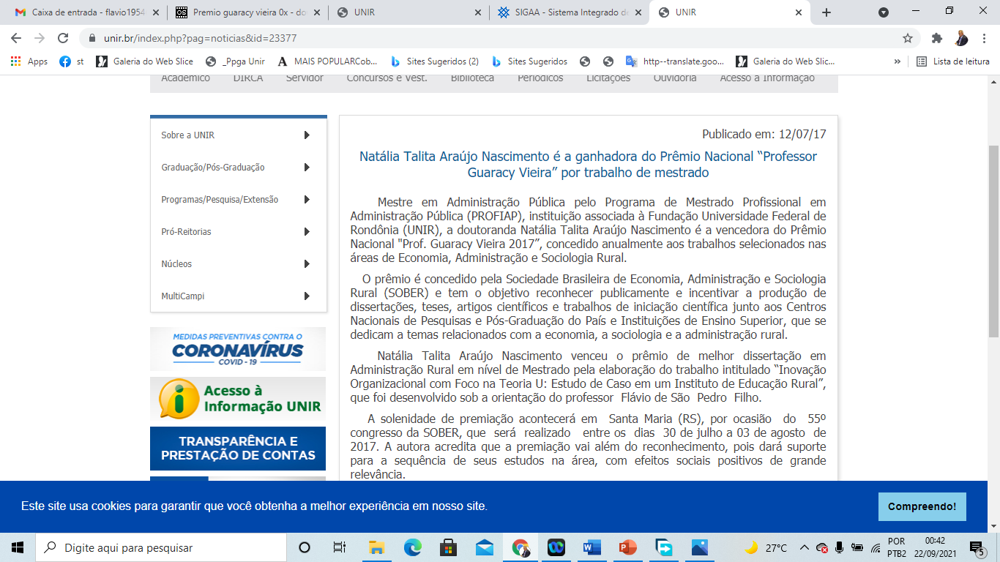 Caixa de entrada - flavio1954
Premio guaracy vieira 0x - do
UNIR
SIGAA - Sistema Integrado de
UNIR
unir.br/index.php?pag=noticias&id=23377
Apps
st
Galeria do Web Slice
_Ppga Unir
MAIS POPULARCob...
Sites Sugeridos (2)
Sites Sugeridos
http--translate.goo...
Galeria do Web Slic...
»
Lista de leitura
Acadêmico DIRCA Servidor Concursos e Vest. Biblioteca Periódicos Licitações Ouvidoria Acesso à Informação
Sobre a UNIR
Graduação/Pós-Graduação
Programas/Pesquisa/Extensão
Pró-Reitorias
Núcleos
MultiCampi
MEDIDAS PREVENTIVAS CONTRA O
CORONAVÍRUS
COVID - 19
Acesso à
Informação UNIR
TRANSPARÊNCIA E
PRESTAÇÃO DE CONTAS
Publicado em: 12/07/17
Natália Talita Araújo Nascimento é a ganhadora do Prêmio Nacional “Professor
Guaracy Vieira” por trabalho de mestrado
Mestre em Administração Pública pelo Programa de Mestrado Profissional em
Administração Pública (PROFIAP), instituição associada à Fundação Universidade Federal de
Rondônia (UNIR), a doutoranda Natália Talita Araújo Nascimento é a vencedora do Prêmio
Nacional "Prof. Guaracy Vieira 2017”, concedido anualmente aos trabalhos selecionados nas
áreas de Economia, Administração e Sociologia Rural.
O prêmio é concedido pela Sociedade Brasileira de Economia, Administração e Sociologia
Rural (SOBER) e tem o objetivo reconhecer publicamente e incentivar a produção de
dissertações, teses, artigos científicos e trabalhos de iniciação científica junto aos Centros
Nacionais de Pesquisas e Pós-Graduação do País e Instituições de Ensino Superior, que se
dedicam a temas relacionados com a economia, a sociologia e a administração rural.
Natália Talita Araújo Nascimento venceu o prêmio de melhor dissertação em
Administração Rural em nível de Mestrado pela elaboração do trabalho intitulado “Inovação
Organizacional com Foco na Teoria U: Estudo de Caso em um Instituto de Educação Rural”,
que foi desenvolvido sob a orientação do professor Flávio de São Pedro Filho.
A solenidade de premiação acontecerá em Santa Maria (RS), por ocasião do 55º
congresso da SOBER, que será realizado entre os dias 30 de julho a 03 de agosto de
2017. A autora acredita que a premiação vai além do reconhecimento, pois dará suporte
para a sequência de seus estudos na área, com efeitos sociais positivos de grande
relevância.
Este site usa cookies para garantir que você obtenha a melhor experiência em nosso site.
Compreendo!
Digite aqui para pesquisar
27°C
POR
PTB2
00:42
22/09/2021
5